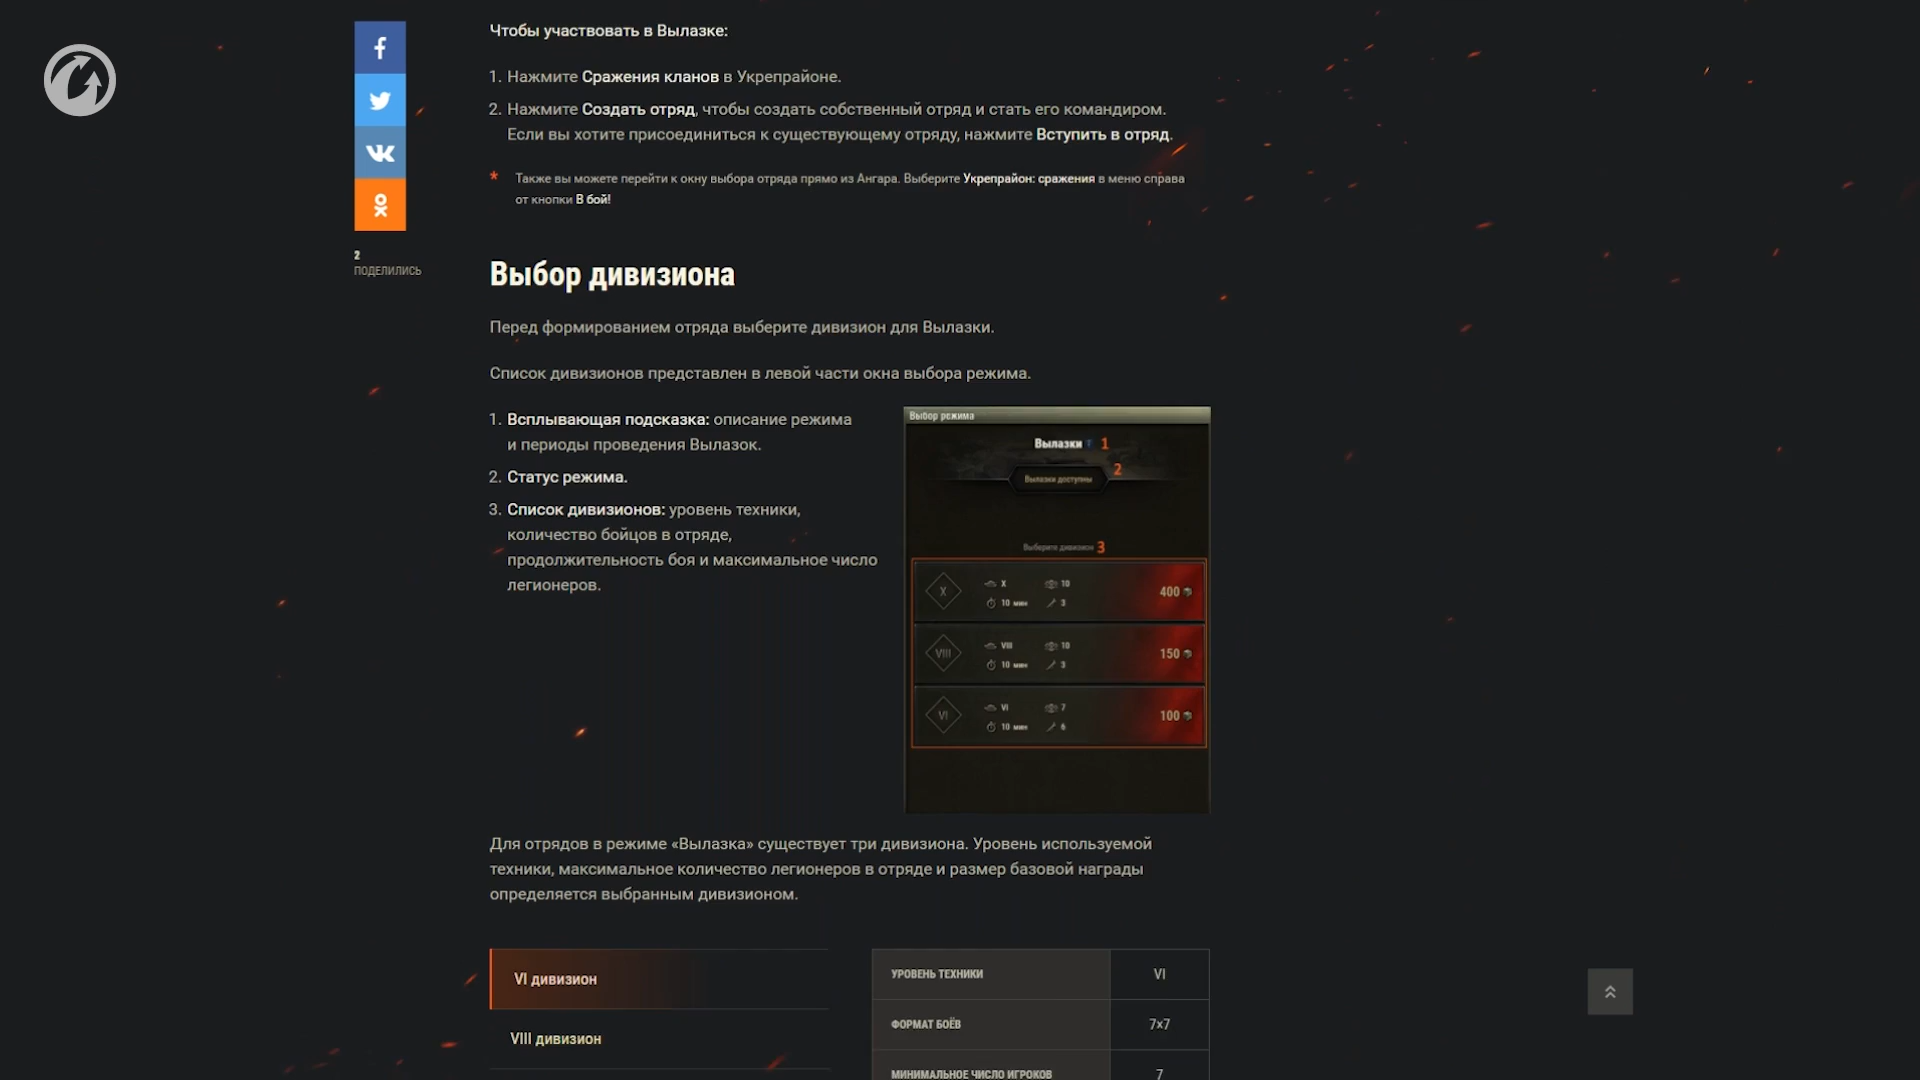 Чтобы участвовать в Вылазке:
1. Нажмите Сражения кланов в Укрепрайоне.
2. Нажмите Создать отряд, чтобы создать собственный отряд и стать его командиром.
Если вы хотите присоединиться к существующему отряду, нажмите Вступить в отряд.
* Также вы можете перейти к окну выбора отряда прямо из Ангара. Выберите Укрепрайон: сражения в меню справа
от кнопки В бой!
2
ПОДЕЛИЛИСЬ
Выбор дивизиона
Перед формированием отряда выберите дивизион для Вылазки.
Список дивизионов представлен в левой части окна выбора режима.
1. Всплывающая подсказка: описание режима
и периоды проведения Вылазок.
2. Статус режима.
3. Список дивизионов: уровень техники,
количество бойцов в отряде,
продолжительность боя и максимальное число
легионеров.
Выбор режима
Вылазки ? 1
2
Вылазки доступны
Выберите дивизион 3
X X 10 400
10 мин 3
VIII VIII 10 150
10 мин 3
VI VI 7 100
10 мин 6
Для отрядов в режиме «Вылазка» существует три дивизиона. Уровень используемой
техники, максимальное количество легионеров в отряде и размер базовой награды
определяется выбранным дивизионом.
VI дивизион
VIII дивизион
УРОВЕНЬ ТЕХНИКИ VI
ФОРМАТ БОЁВ 7x7
МИНИМАЛЬНОЕ ЧИСЛО ИГРОКОВ 7